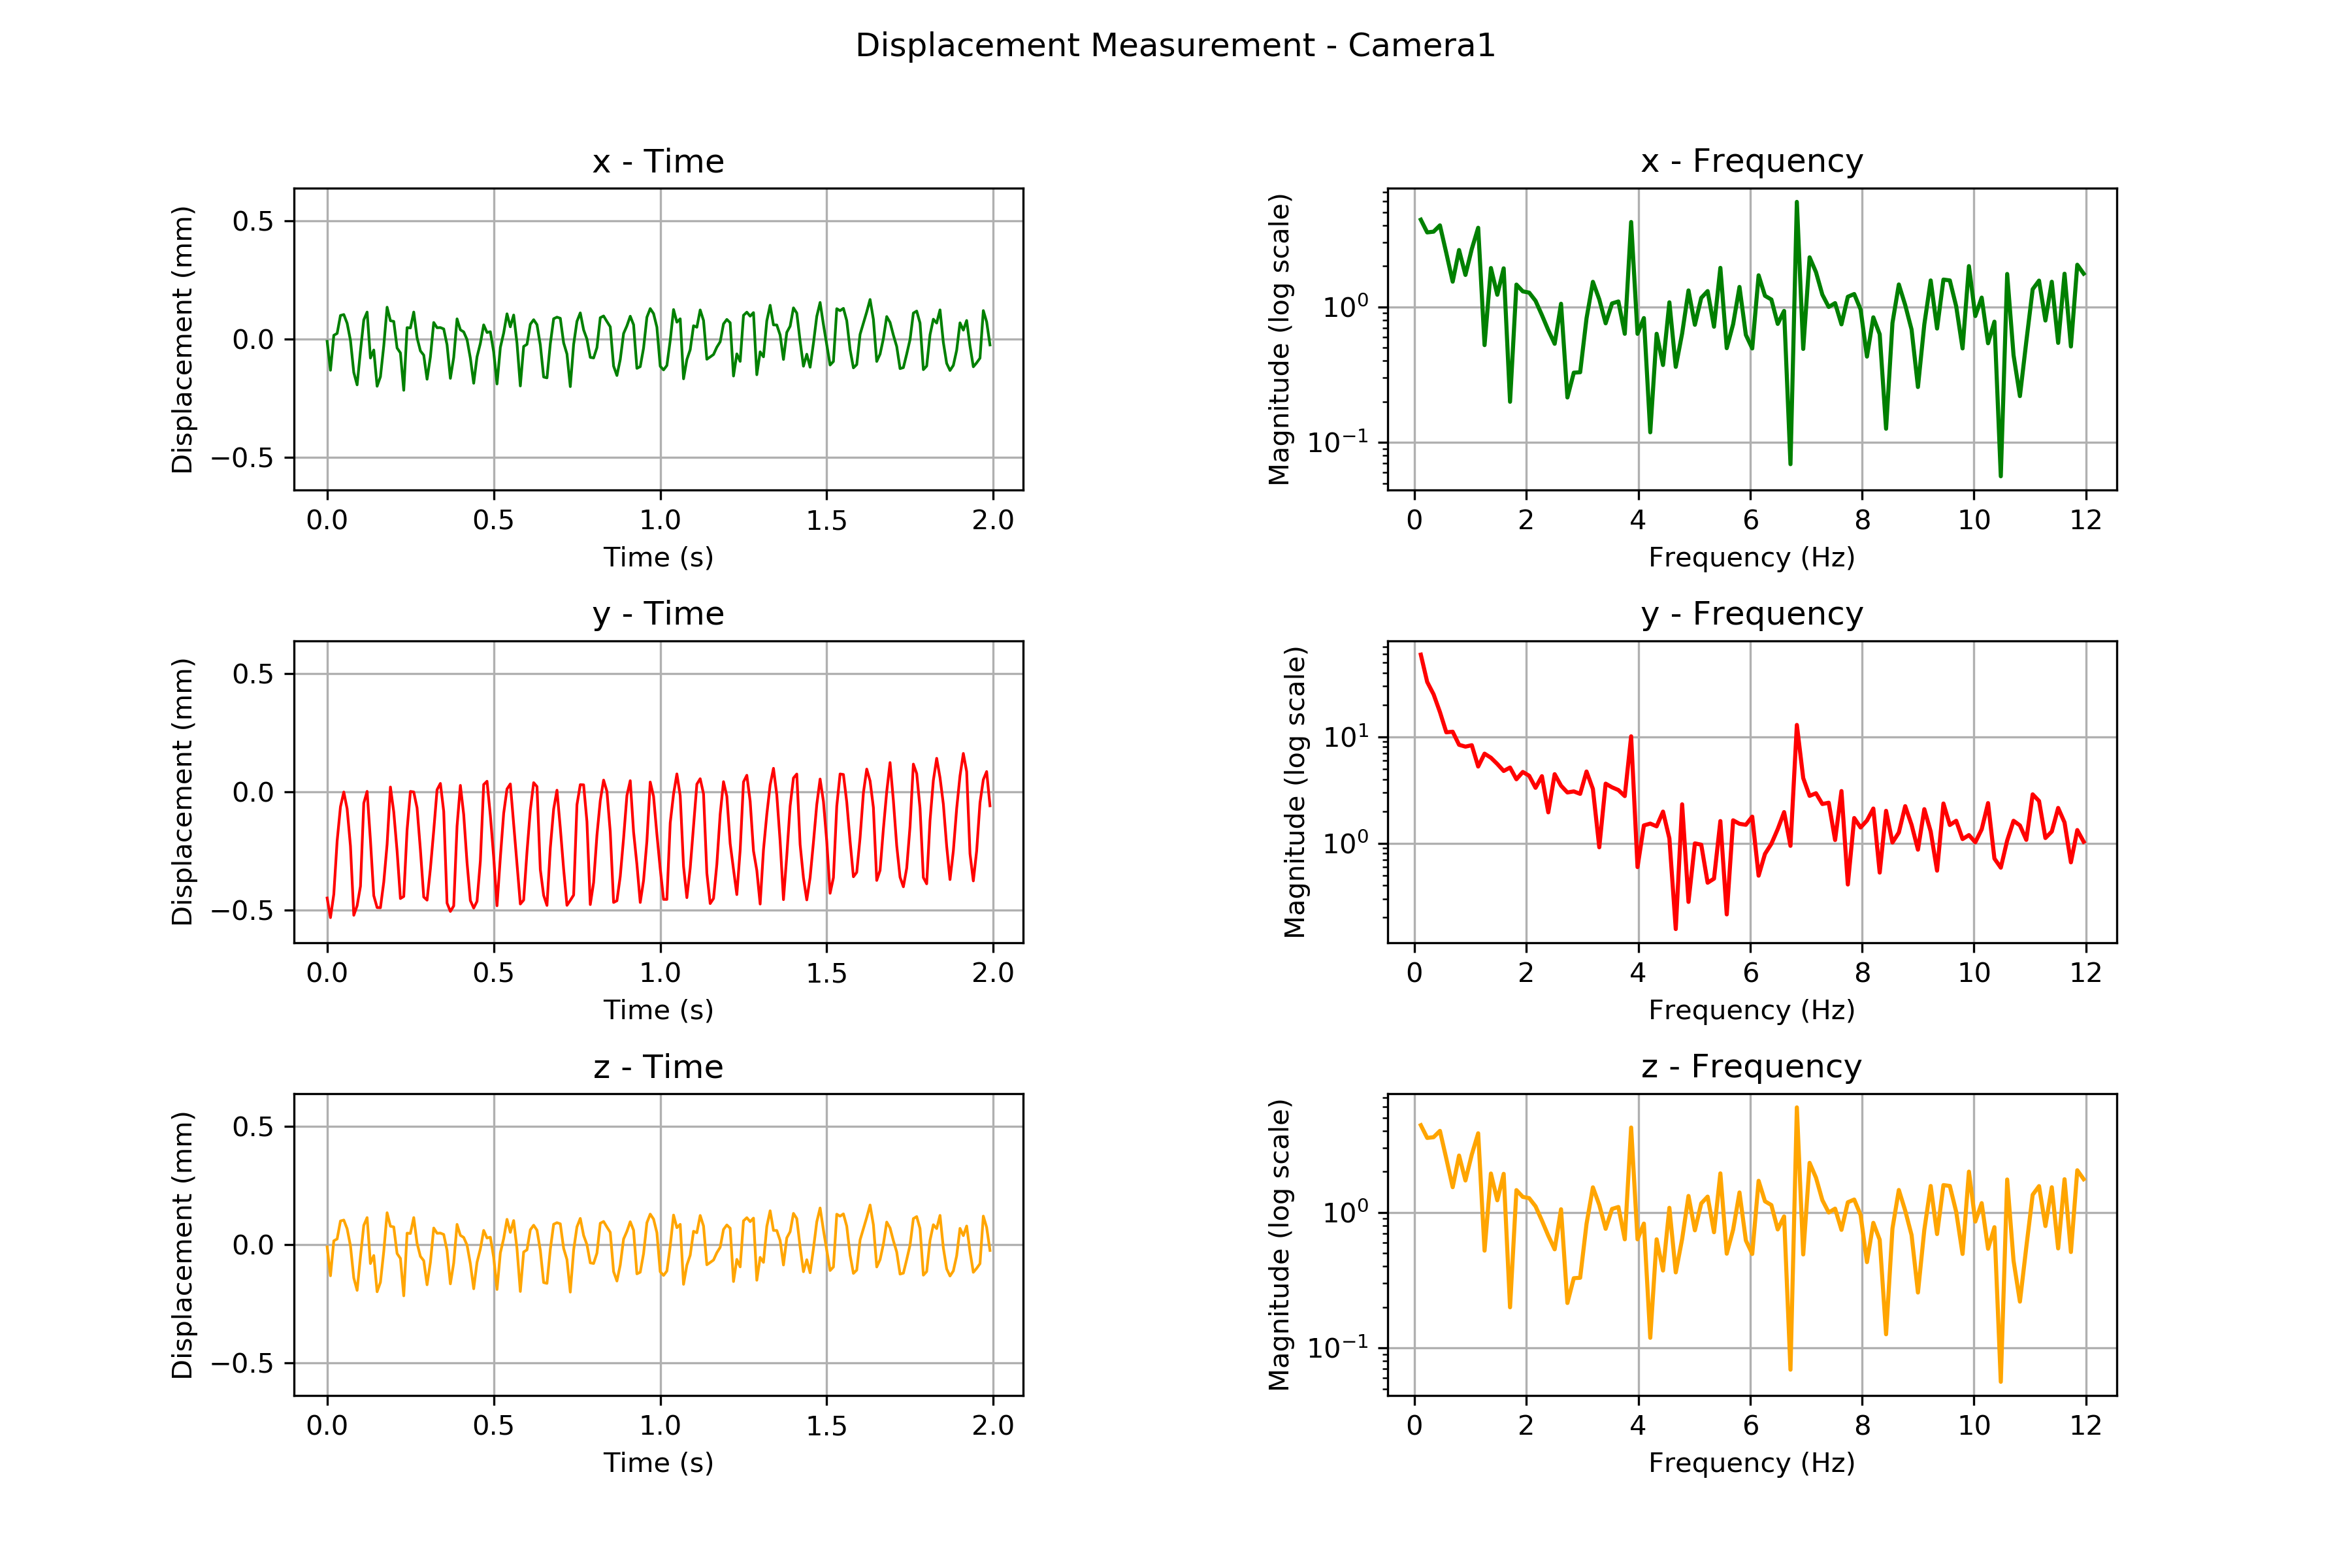 Displacement Measurement - Camera1
x - Time
Displacement (mm)
0.5
0.0
−0.5
0.0 0.5 1.0 1.5 2.0
Time (s)
x - Frequency
Magnitude (log scale)
10⁰
10⁻¹
0 2 4 6 8 10 12
Frequency (Hz)
y - Time
Displacement (mm)
0.5
0.0
−0.5
0.0 0.5 1.0 1.5 2.0
Time (s)
y - Frequency
Magnitude (log scale)
10¹
10⁰
0 2 4 6 8 10 12
Frequency (Hz)
z - Time
Displacement (mm)
0.5
0.0
−0.5
0.0 0.5 1.0 1.5 2.0
Time (s)
z - Frequency
Magnitude (log scale)
10⁰
10⁻¹
0 2 4 6 8 10 12
Frequency (Hz)